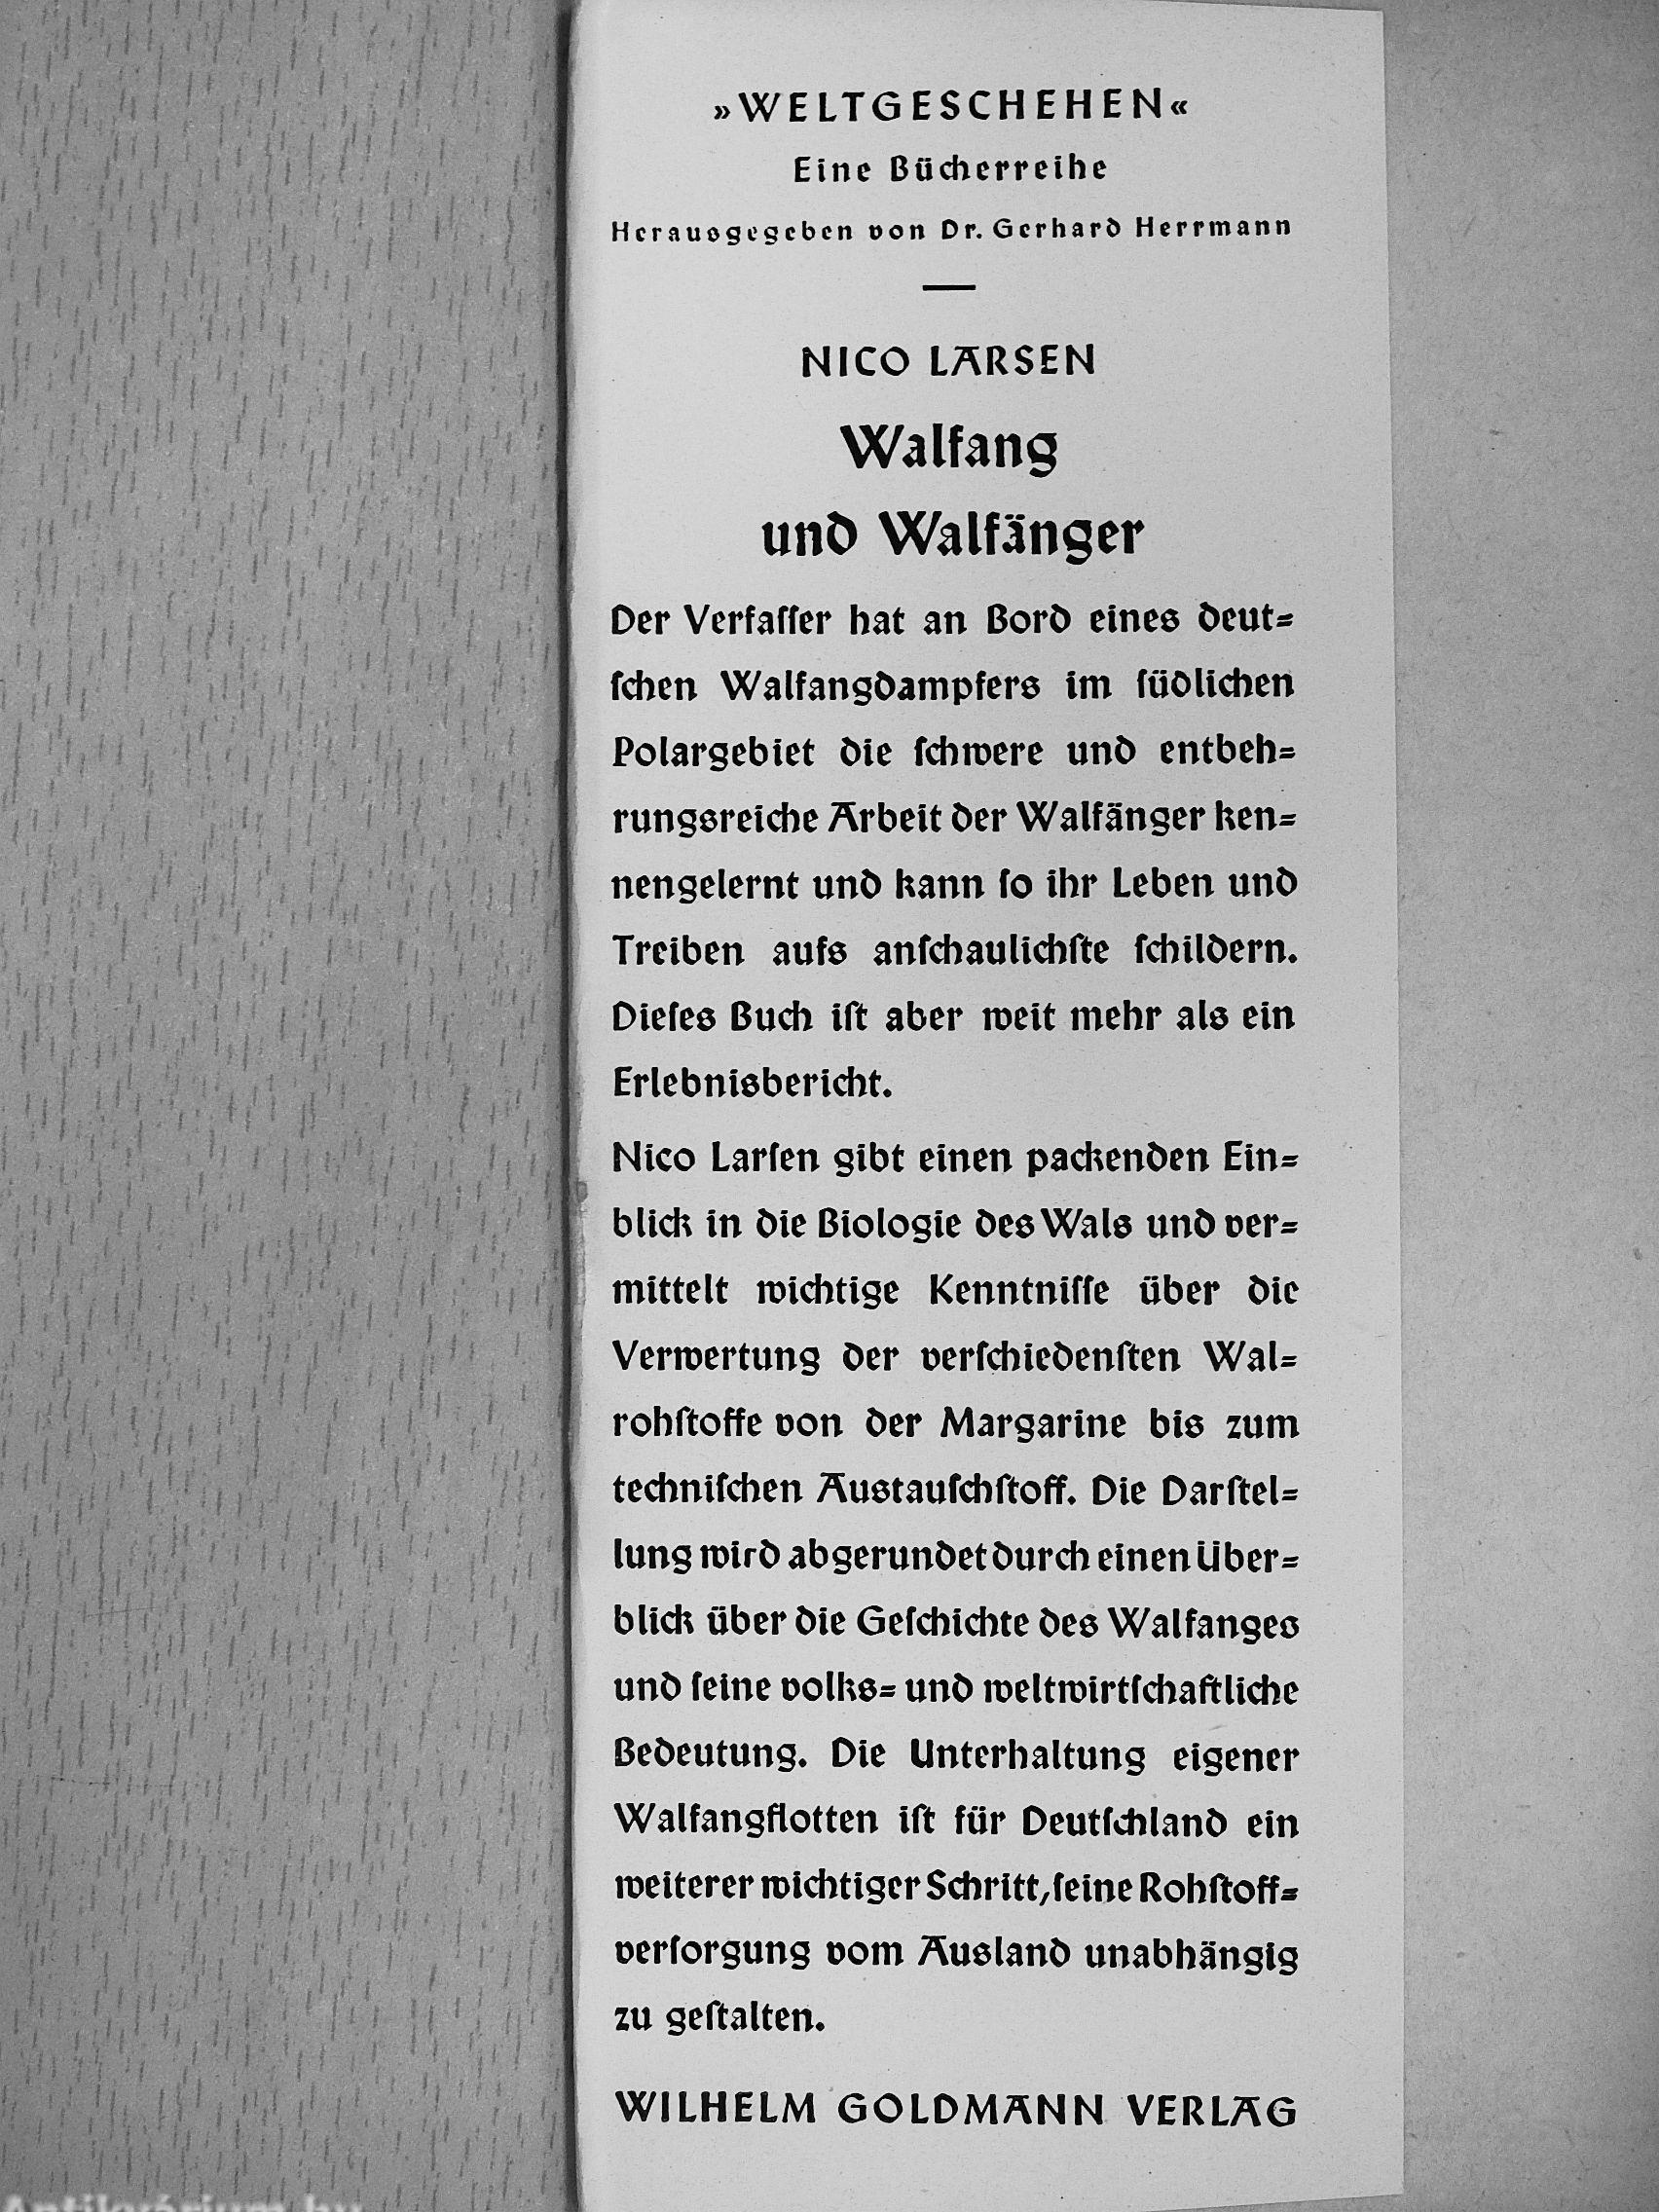 »WELTGESCHEHEN«
Eine Bücherreihe
Herausgegeben von Dr. Gerhard Herrmann
NICO LARSEN
Walfang
und Walfänger
Der Verfaſſer hat an Bord eines deut-
ſchen Walfangdampfers im ſüdlichen
Polargebiet die ſchwere und entbeh-
rungsreiche Arbeit der Walfänger ken-
nengelernt und kann ſo ihr Leben und
Treiben aufs anſchaulichſte ſchildern.
Dieſes Buch iſt aber weit mehr als ein
Erlebnisbericht.
Nico Larſen gibt einen packenden Ein-
blick in die Biologie des Wals und ver-
mittelt wichtige Kenntniſſe über die
Verwertung der verſchiedenſten Wal-
rohſtoffe von der Margarine bis zum
techniſchen Austauſchſtoff. Die Darſtel-
lung wird abgerundet durch einen Über-
blick über die Geſchichte des Walfanges
und ſeine volks- und weltwirtſchaftliche
Bedeutung. Die Unterhaltung eigener
Walfangflotten iſt für Deutſchland ein
weiterer wichtiger Schritt, ſeine Rohſtoff-
verſorgung vom Ausland unabhängig
zu geſtalten.
WILHELM GOLDMANN VERLAG
Antikvárium.hu